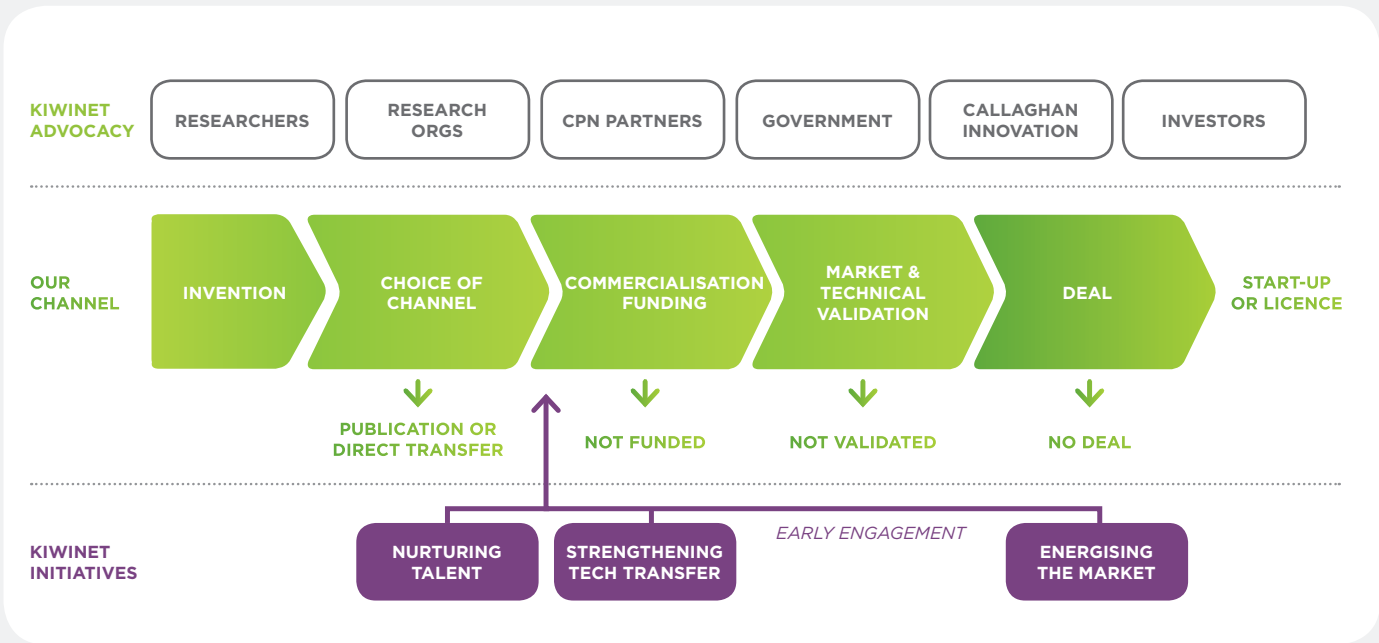 KIWINET
ADVOCACY
RESEARCHERS
RESEARCH
ORGS
CPN PARTNERS
GOVERNMENT
CALLAGHAN
INNOVATION
INVESTORS
OUR
CHANNEL
INVENTION
CHOICE OF
CHANNEL
COMMERCIALISATION
FUNDING
MARKET &
TECHNICAL
VALIDATION
DEAL
START-UP
OR LICENCE
PUBLICATION OR
DIRECT TRANSFER
NOT FUNDED
NOT VALIDATED
NO DEAL
KIWINET
INITIATIVES
NURTURING
TALENT
STRENGTHENING
TECH TRANSFER
EARLY ENGAGEMENT
ENERGISING
THE MARKET